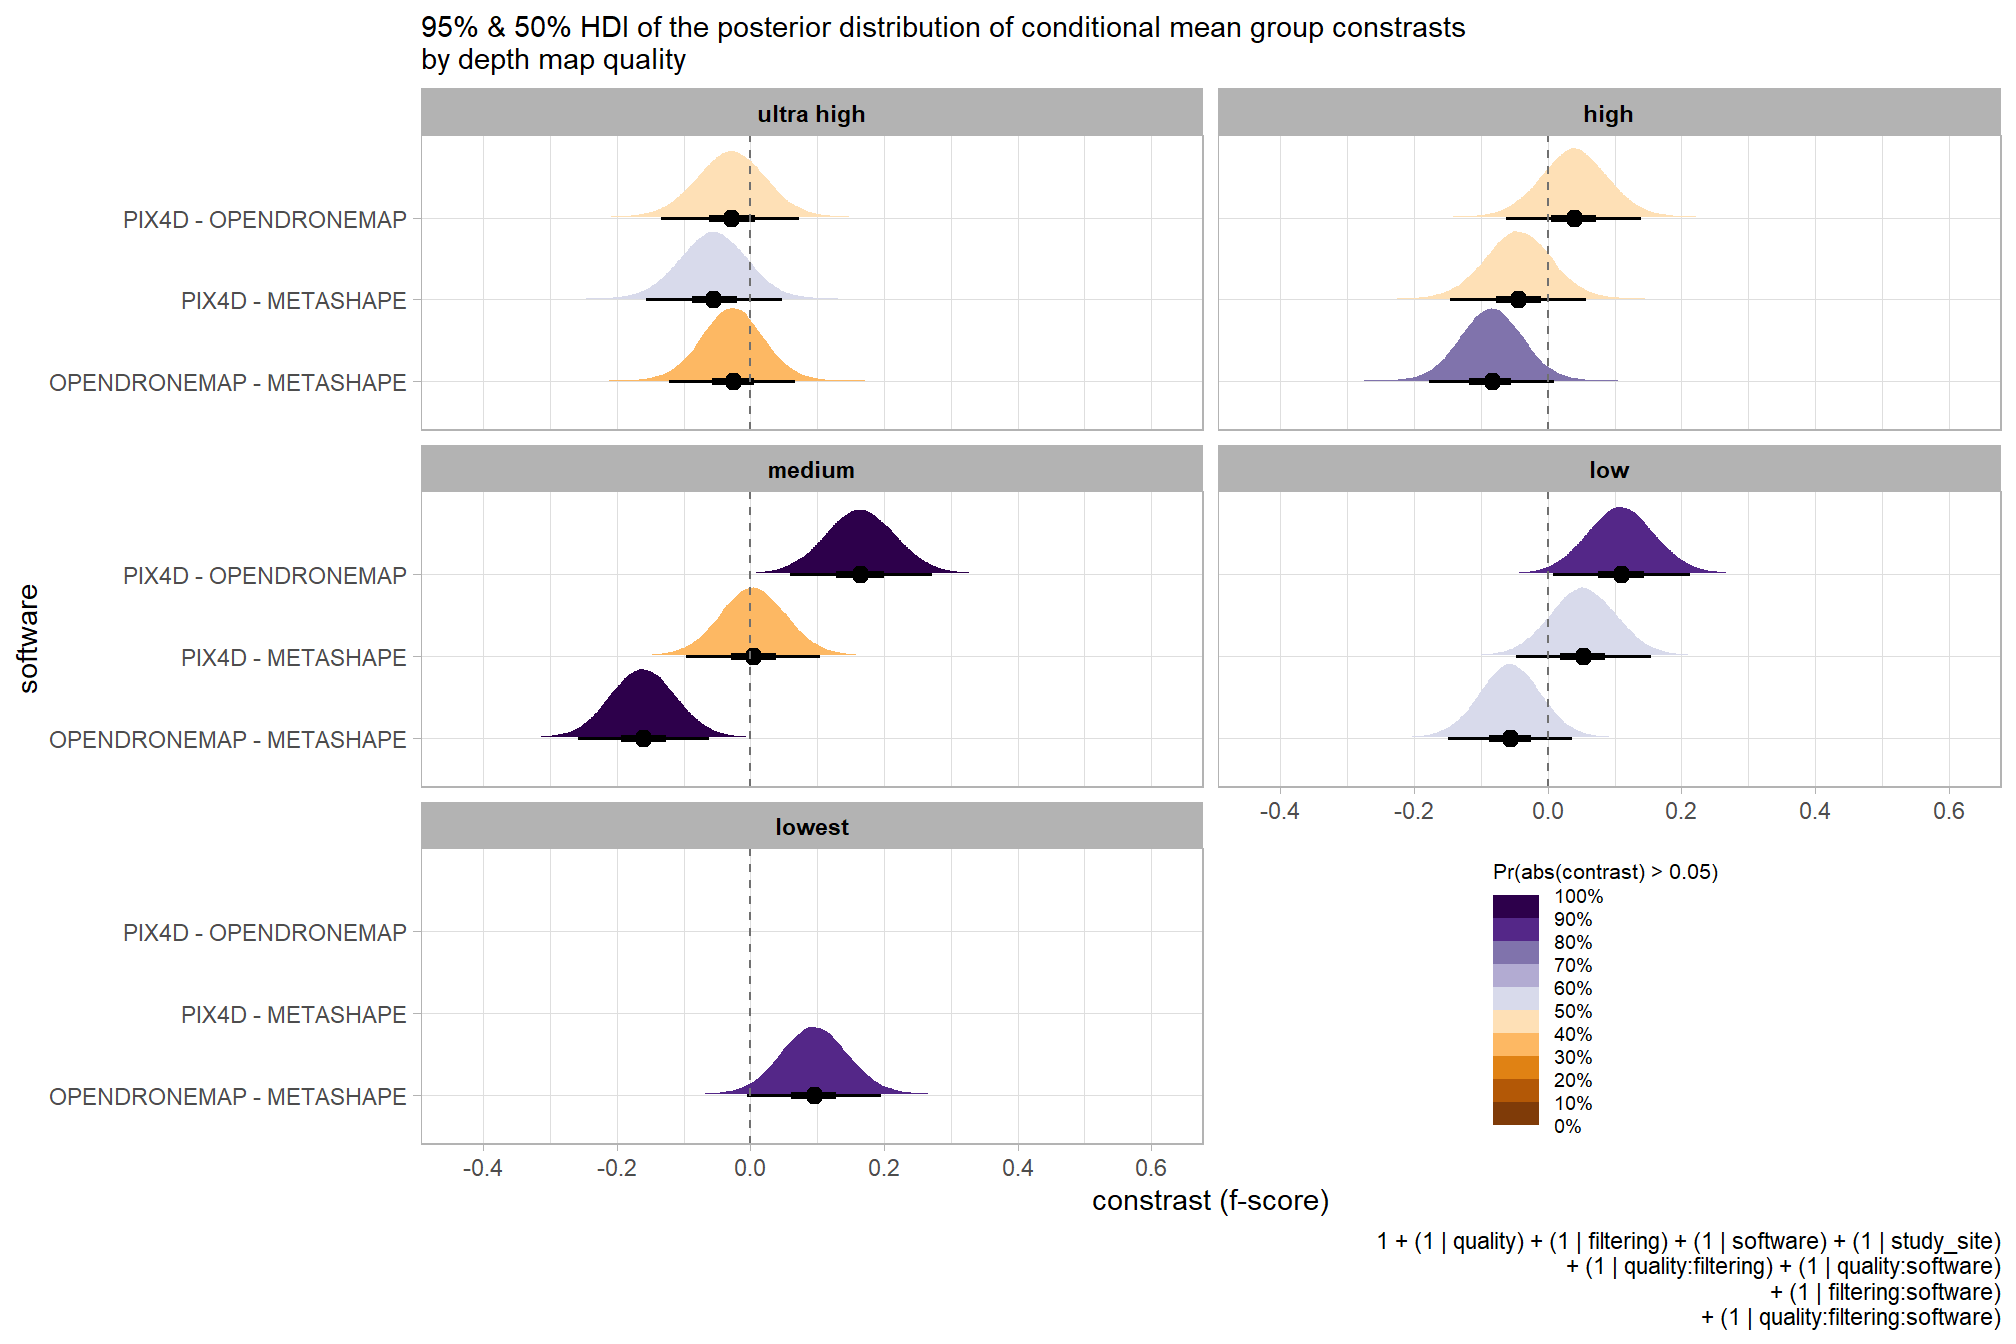 95% & 50% HDI of the posterior distribution of conditional mean group constrasts
by depth map quality
ultra high
high
PIX4D - OPENDRONEMAP
PIX4D - METASHAPE
OPENDRONEMAP - METASHAPE
medium
low
software
PIX4D - OPENDRONEMAP
PIX4D - METASHAPE
OPENDRONEMAP - METASHAPE
-0.4 -0.2 0.0 0.2 0.4 0.6
lowest
PIX4D - OPENDRONEMAP
PIX4D - METASHAPE
OPENDRONEMAP - METASHAPE
-0.4 -0.2 0.0 0.2 0.4 0.6
Pr(abs(contrast) > 0.05)
100%
90%
80%
70%
60%
50%
40%
30%
20%
10%
0%
constrast (f-score)
1 + (1 | quality) + (1 | filtering) + (1 | software) + (1 | study_site)
+ (1 | quality:filtering) + (1 | quality:software)
+ (1 | filtering:software)
+ (1 | quality:filtering:software)